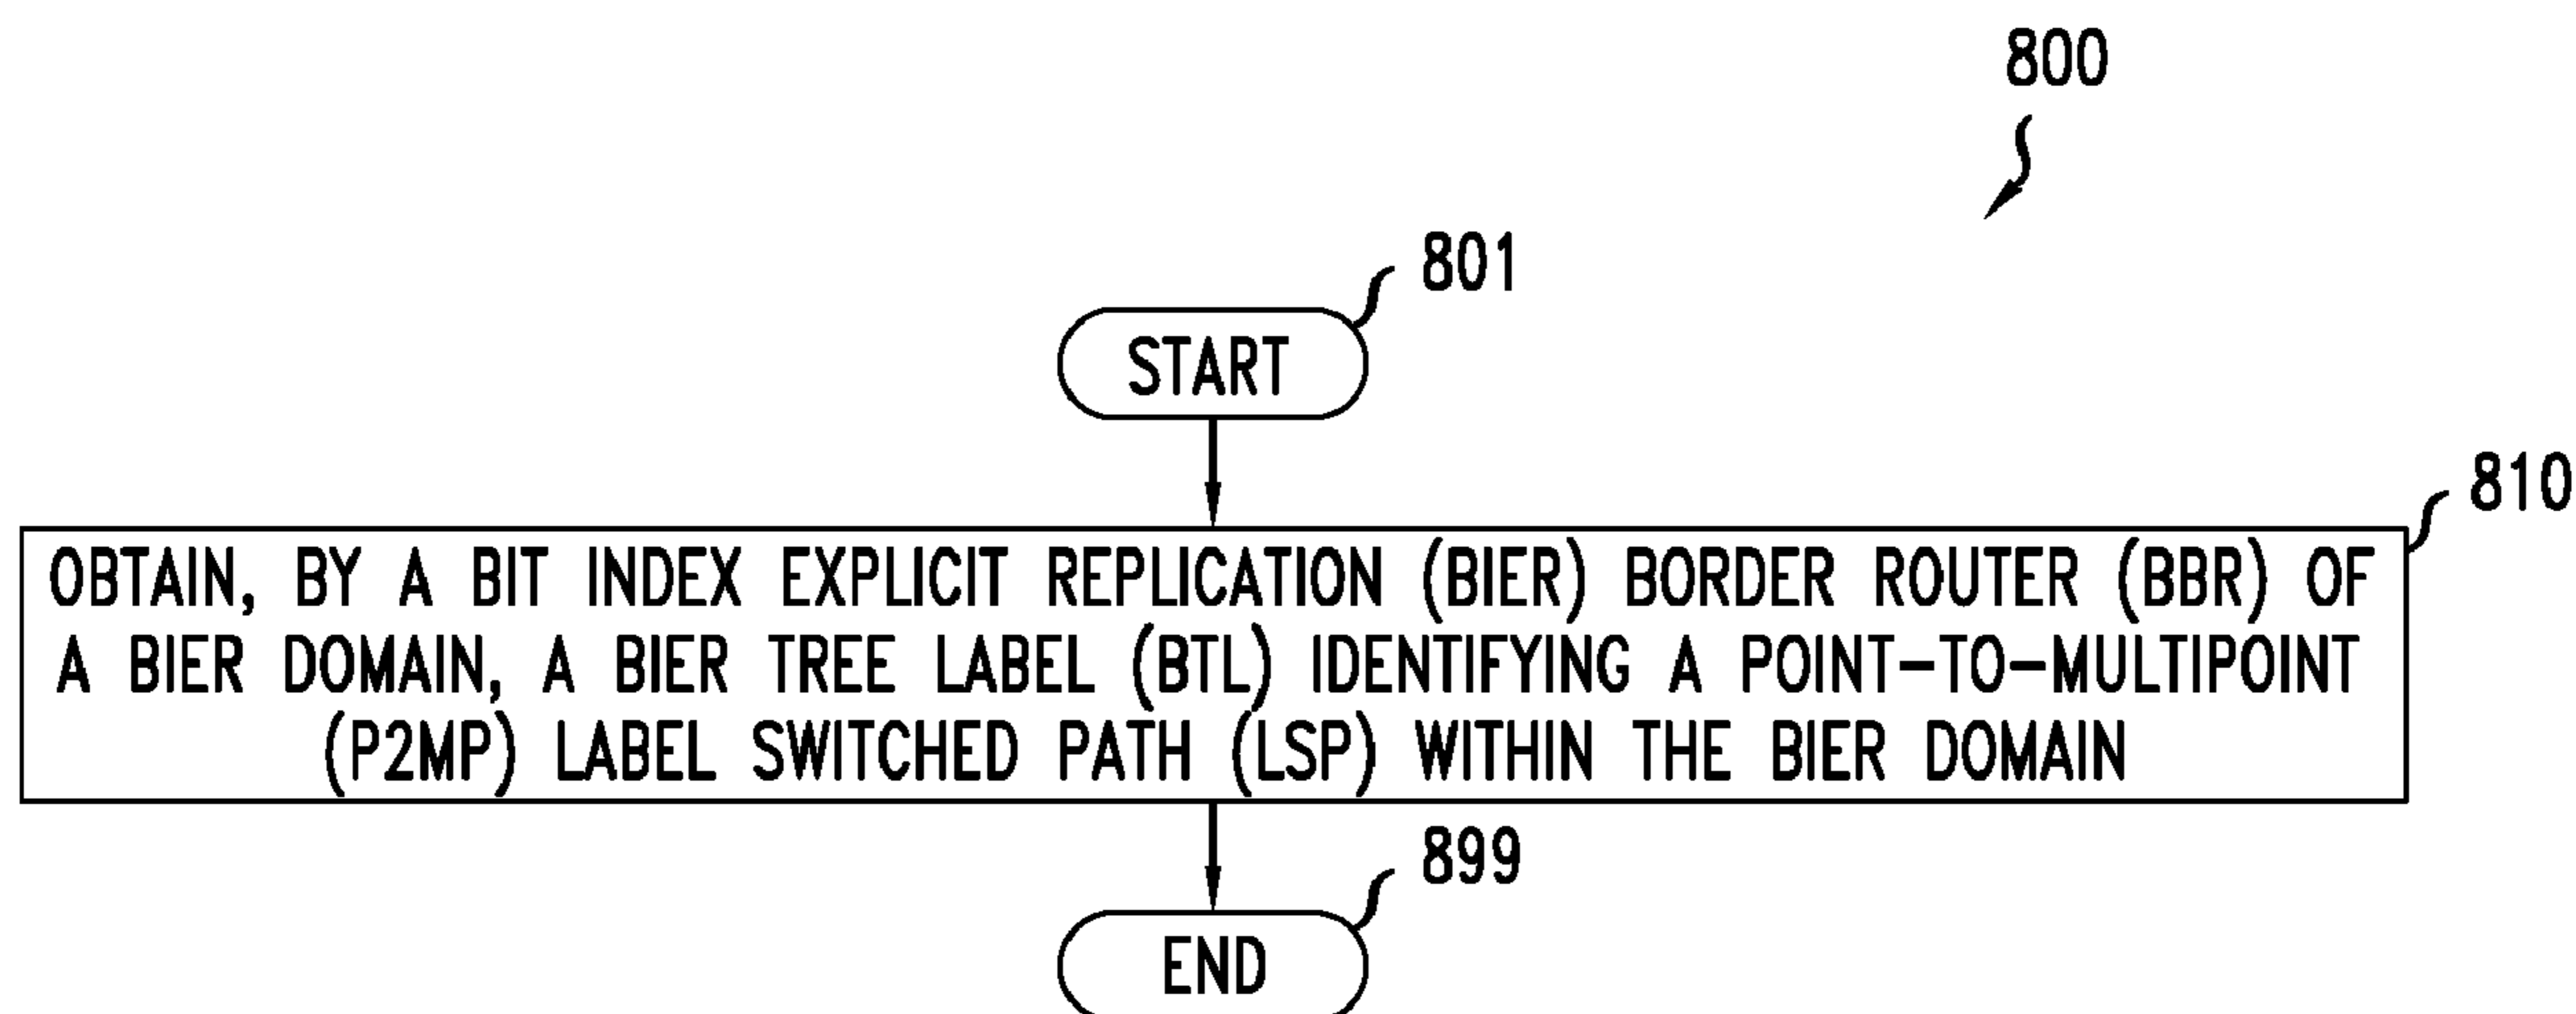 800
801
START
810
OBTAIN, BY A BIT INDEX EXPLICIT REPLICATION (BIER) BORDER ROUTER (BBR) OF
A BIER DOMAIN, A BIER TREE LABEL (BTL) IDENTIFYING A POINT-TO-MULTIPOINT
(P2MP) LABEL SWITCHED PATH (LSP) WITHIN THE BIER DOMAIN
899
END